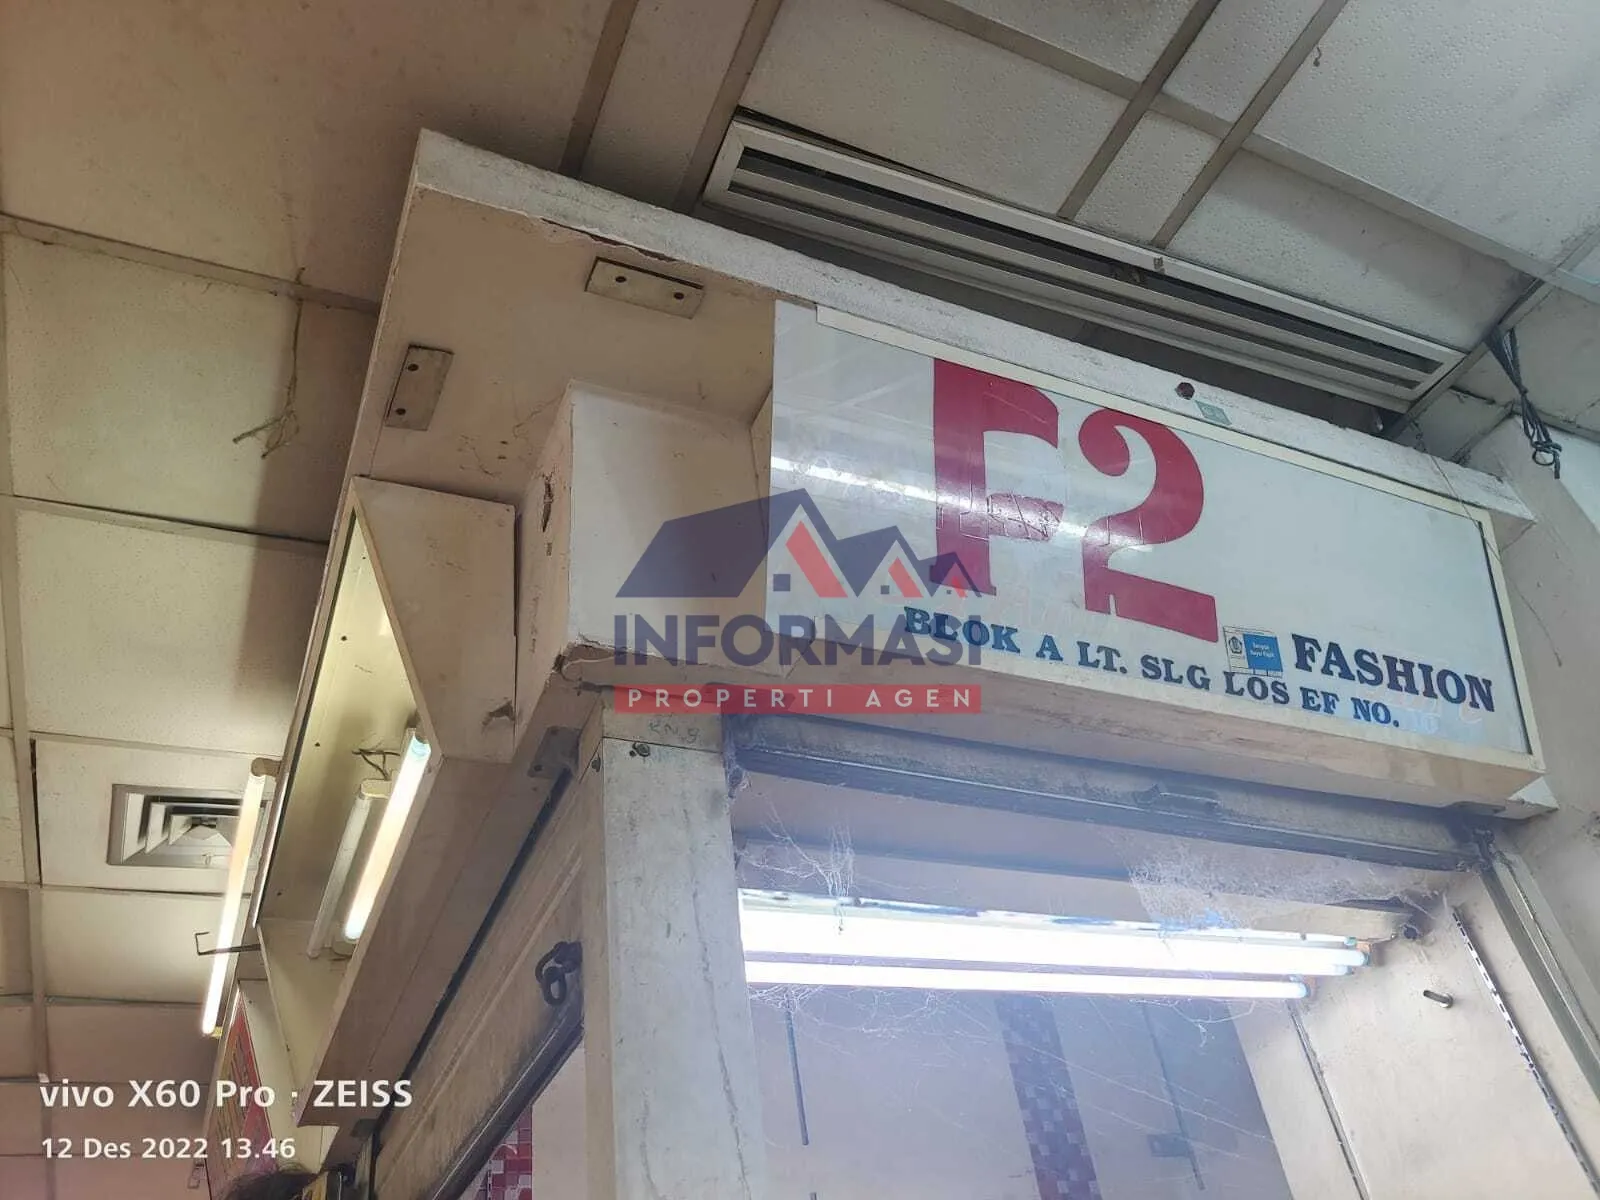 F2
FASHION
BLOK A LT. SLG LOS EF NO.
INFORMASI
PROPERTI AGEN
vivo X60 Pro · ZEISS
12 Des 2022 13.46